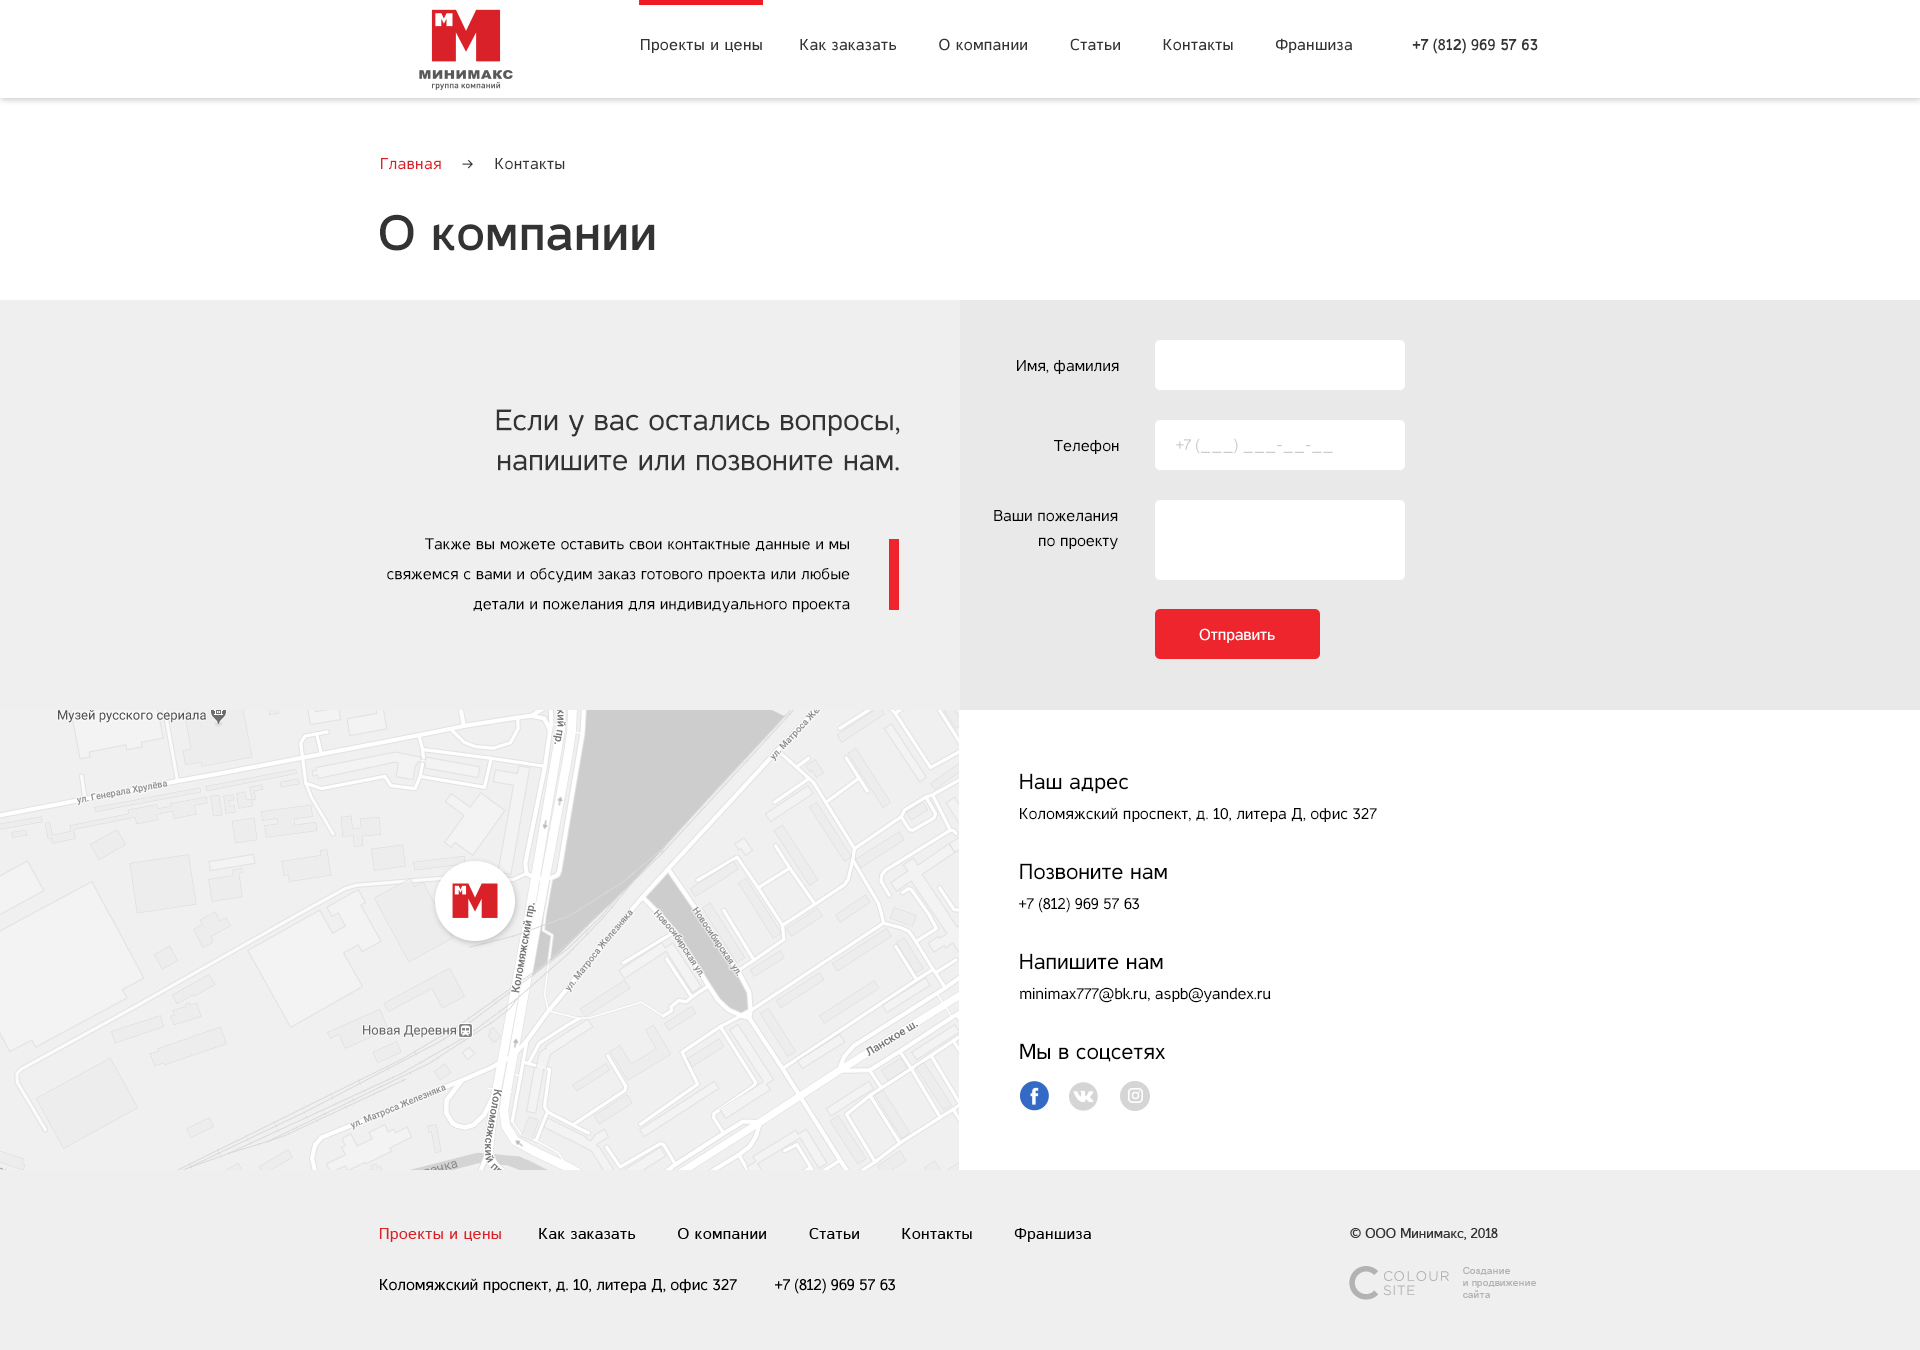 М
МИНИМАКС
группа компаний
Проекты и цены
Как заказать
О компании
Статьи
Контакты
Франшиза
+7 (812) 969 57 63
Главная → Контакты
О компании
Если у вас остались вопросы,
напишите или позвоните нам.
Также вы можете оставить свои контактные данные и мы
свяжемся с вами и обсудим заказ готового проекта или любые
детали и пожелания для индивидуального проекта
Имя, фамилия
Телефон
+7 (___) ___-__-__
Ваши пожелания
по проекту
Отправить
Музей русского сериала
кий пр.
ул. Матроса Же
ул. Генерала Хрулёва
М
Коломяжский пр.
ул. Матроса Железняка
Новосибирская ул.
Новосибирская ул.
Новая Деревня
Ланское ш.
ул. Матроса Железняка
Коломяжский пр
Наш адрес
Коломяжский проспект, д. 10, литера Д, офис 327
Позвоните нам
+7 (812) 969 57 63
Напишите нам
minimax777@bk.ru, aspb@yandex.ru
Мы в соцсетях
Проекты и цены
Как заказать
О компании
Статьи
Контакты
Франшиза
© ООО Минимакс, 2018
Коломяжский проспект, д. 10, литера Д, офис 327
+7 (812) 969 57 63
COLOUR
SITE
Создание
и продвижение
сайта